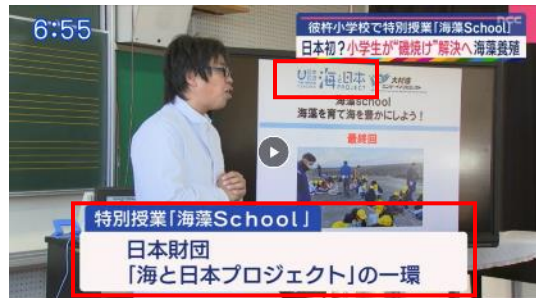 6:55
NCC
彼杵小学校で特別授業「海藻School」
日本初？小学生が“磯焼け”解決へ 海藻養殖
海と日本
PROJECT
海藻school
海藻を育て海を豊かにしよう！
最終回
特別授業「海藻School」
日本財団
「海と日本プロジェクト」の一環